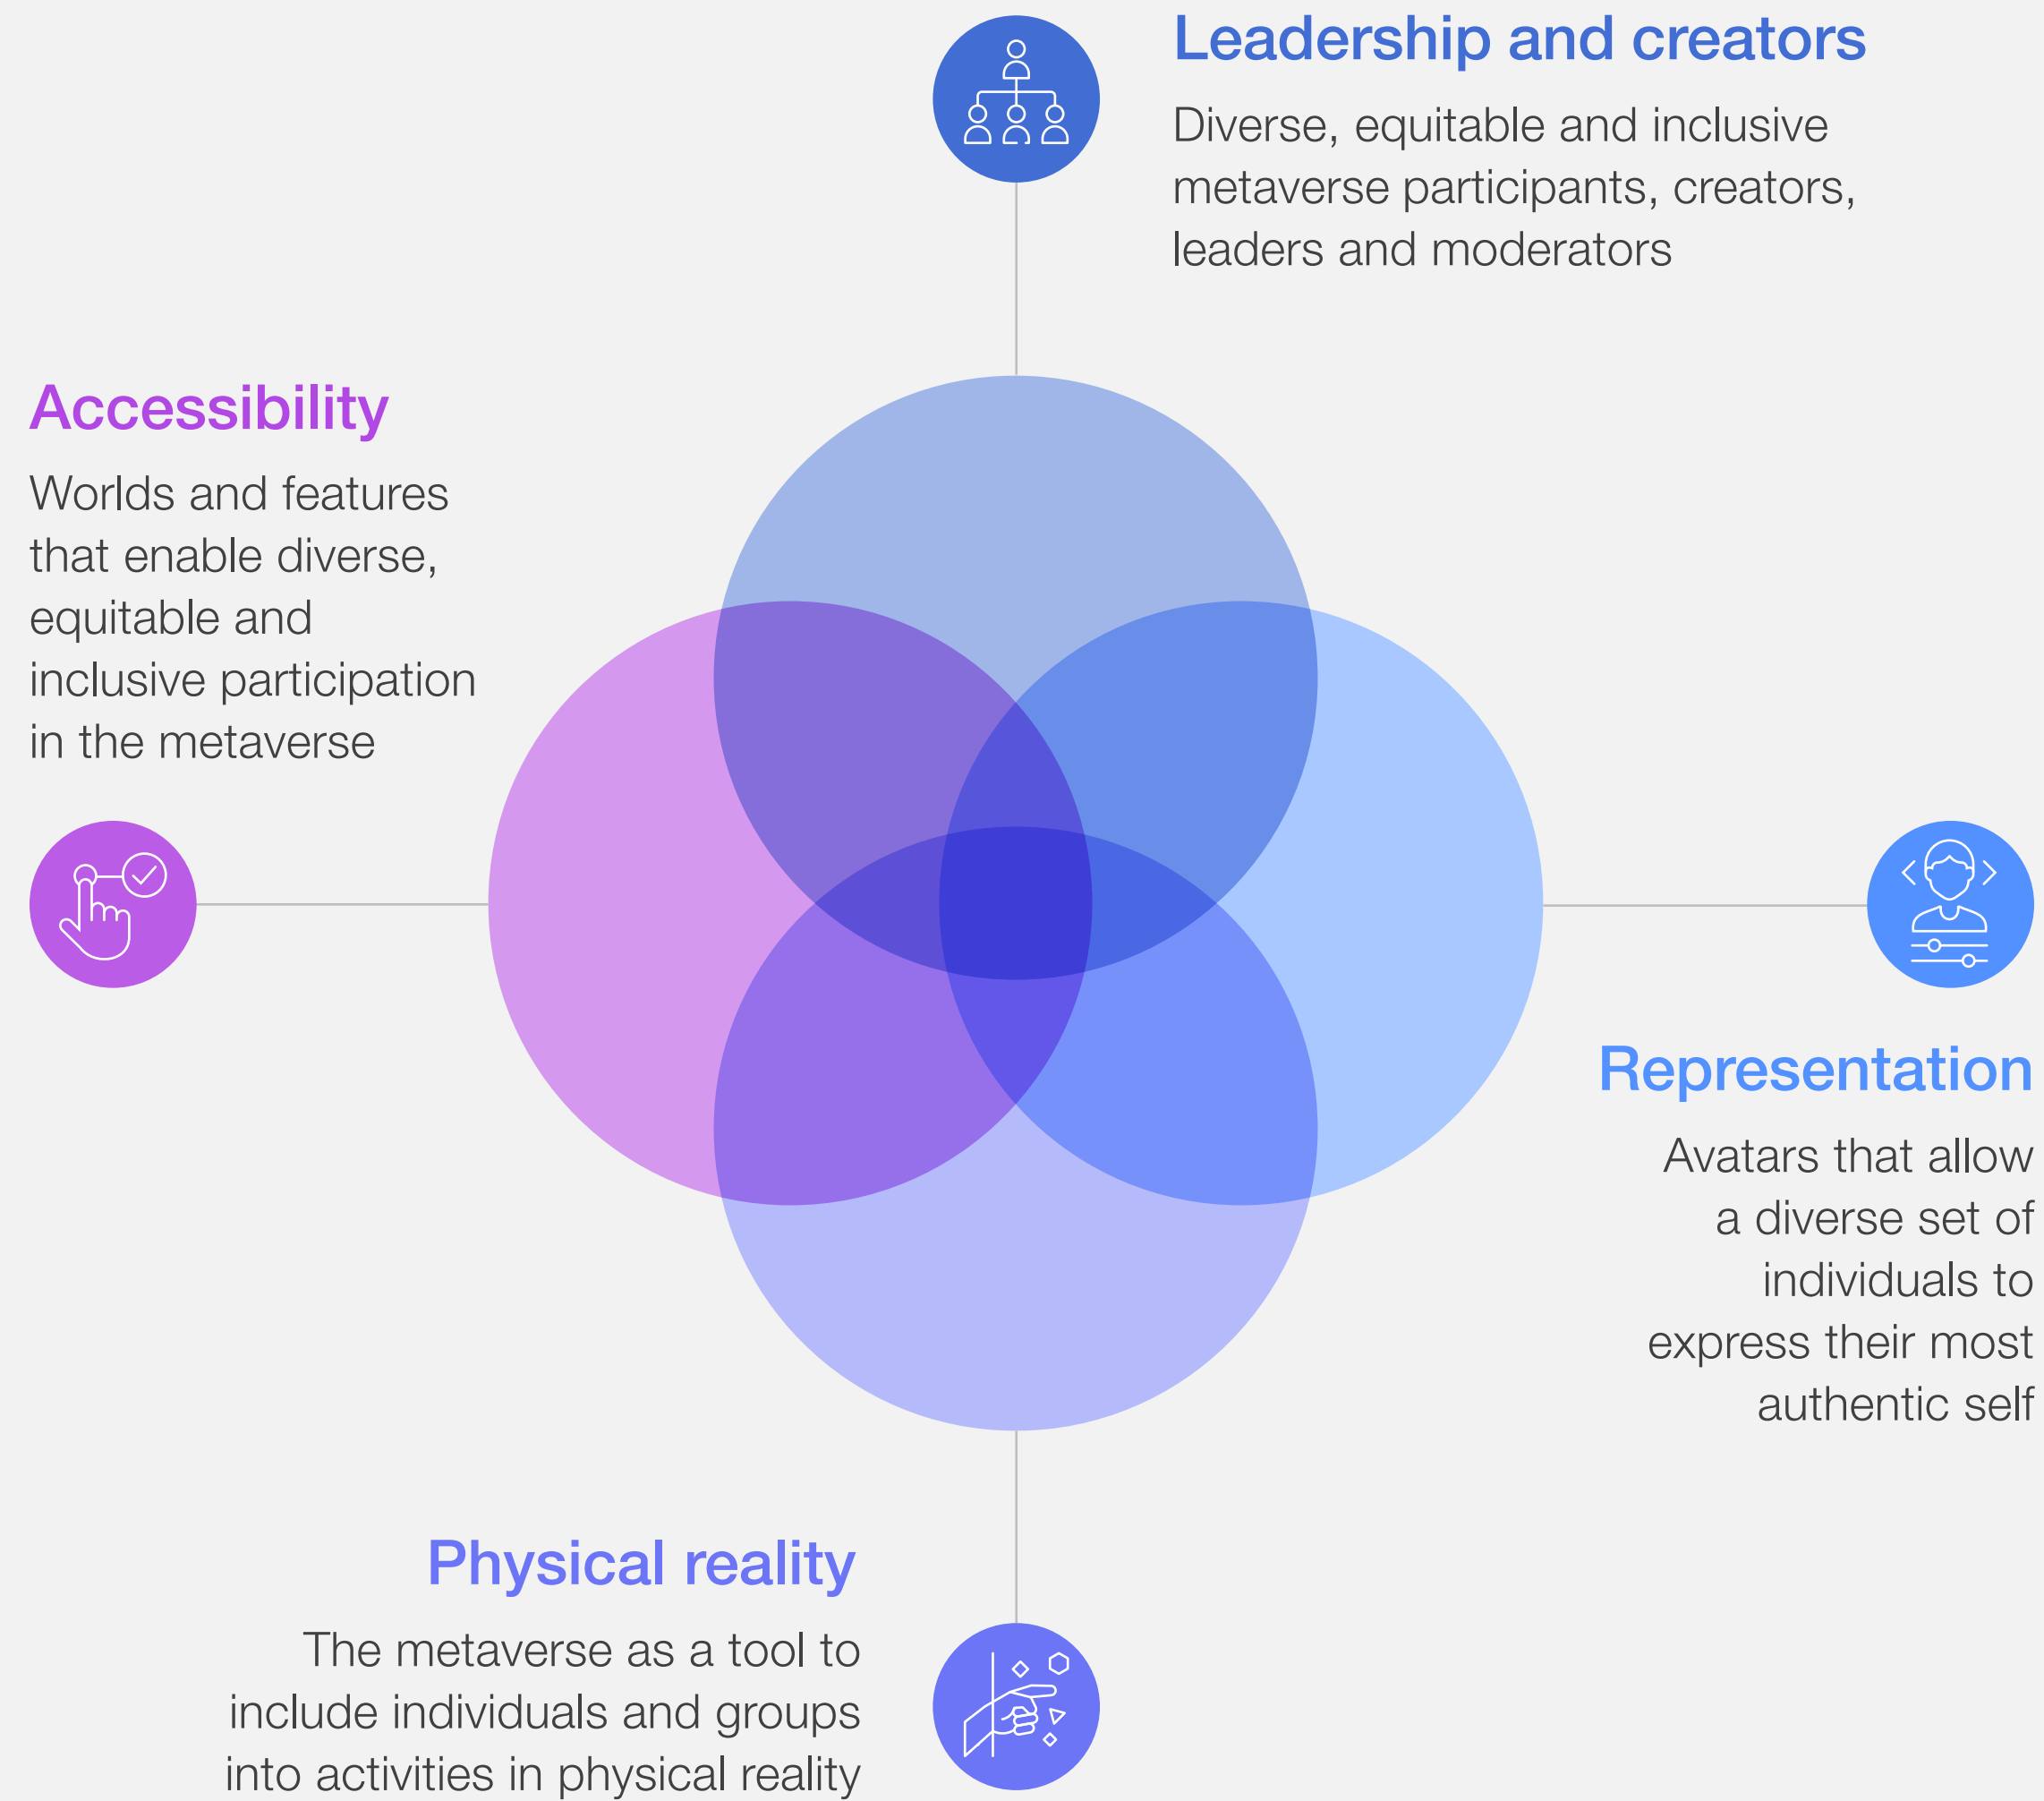 Leadership and creators
Diverse, equitable and inclusive
metaverse participants, creators,
leaders and moderators
Accessibility
Worlds and features
that enable diverse,
equitable and
inclusive participation
in the metaverse
Representation
Avatars that allow
a diverse set of
individuals to
express their most
authentic self
Physical reality
The metaverse as a tool to
include individuals and groups
into activities in physical reality